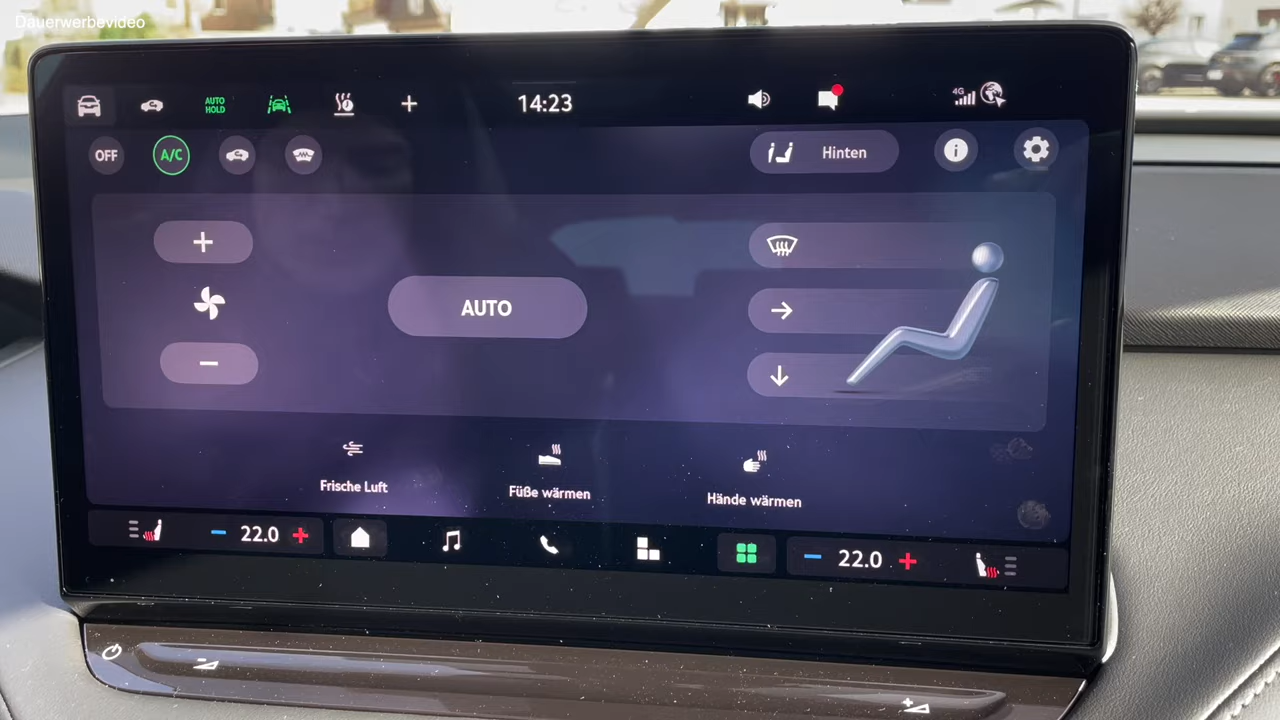 Dauerwerbevideo
AUTO
HOLD
14:23
4G
OFF
A/C
Hinten
AUTO
Frische Luft
Füße wärmen
Hände wärmen
22.0
22.0